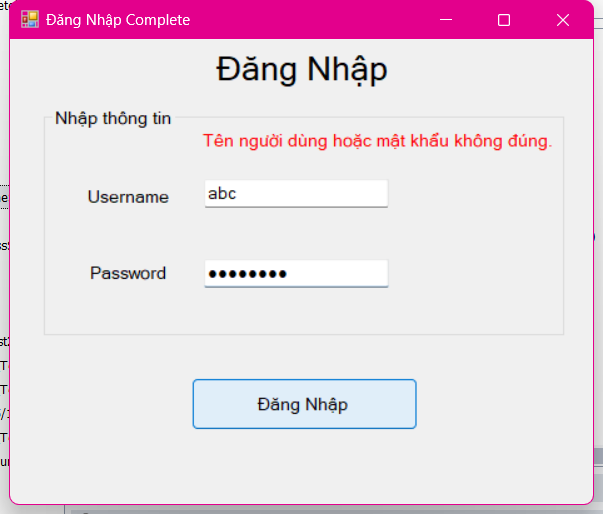 Đăng Nhập Complete
Đăng Nhập
Nhập thông tin
Tên người dùng hoặc mật khẩu không đúng.
Username
abc
Password
••••••••
Đăng Nhập